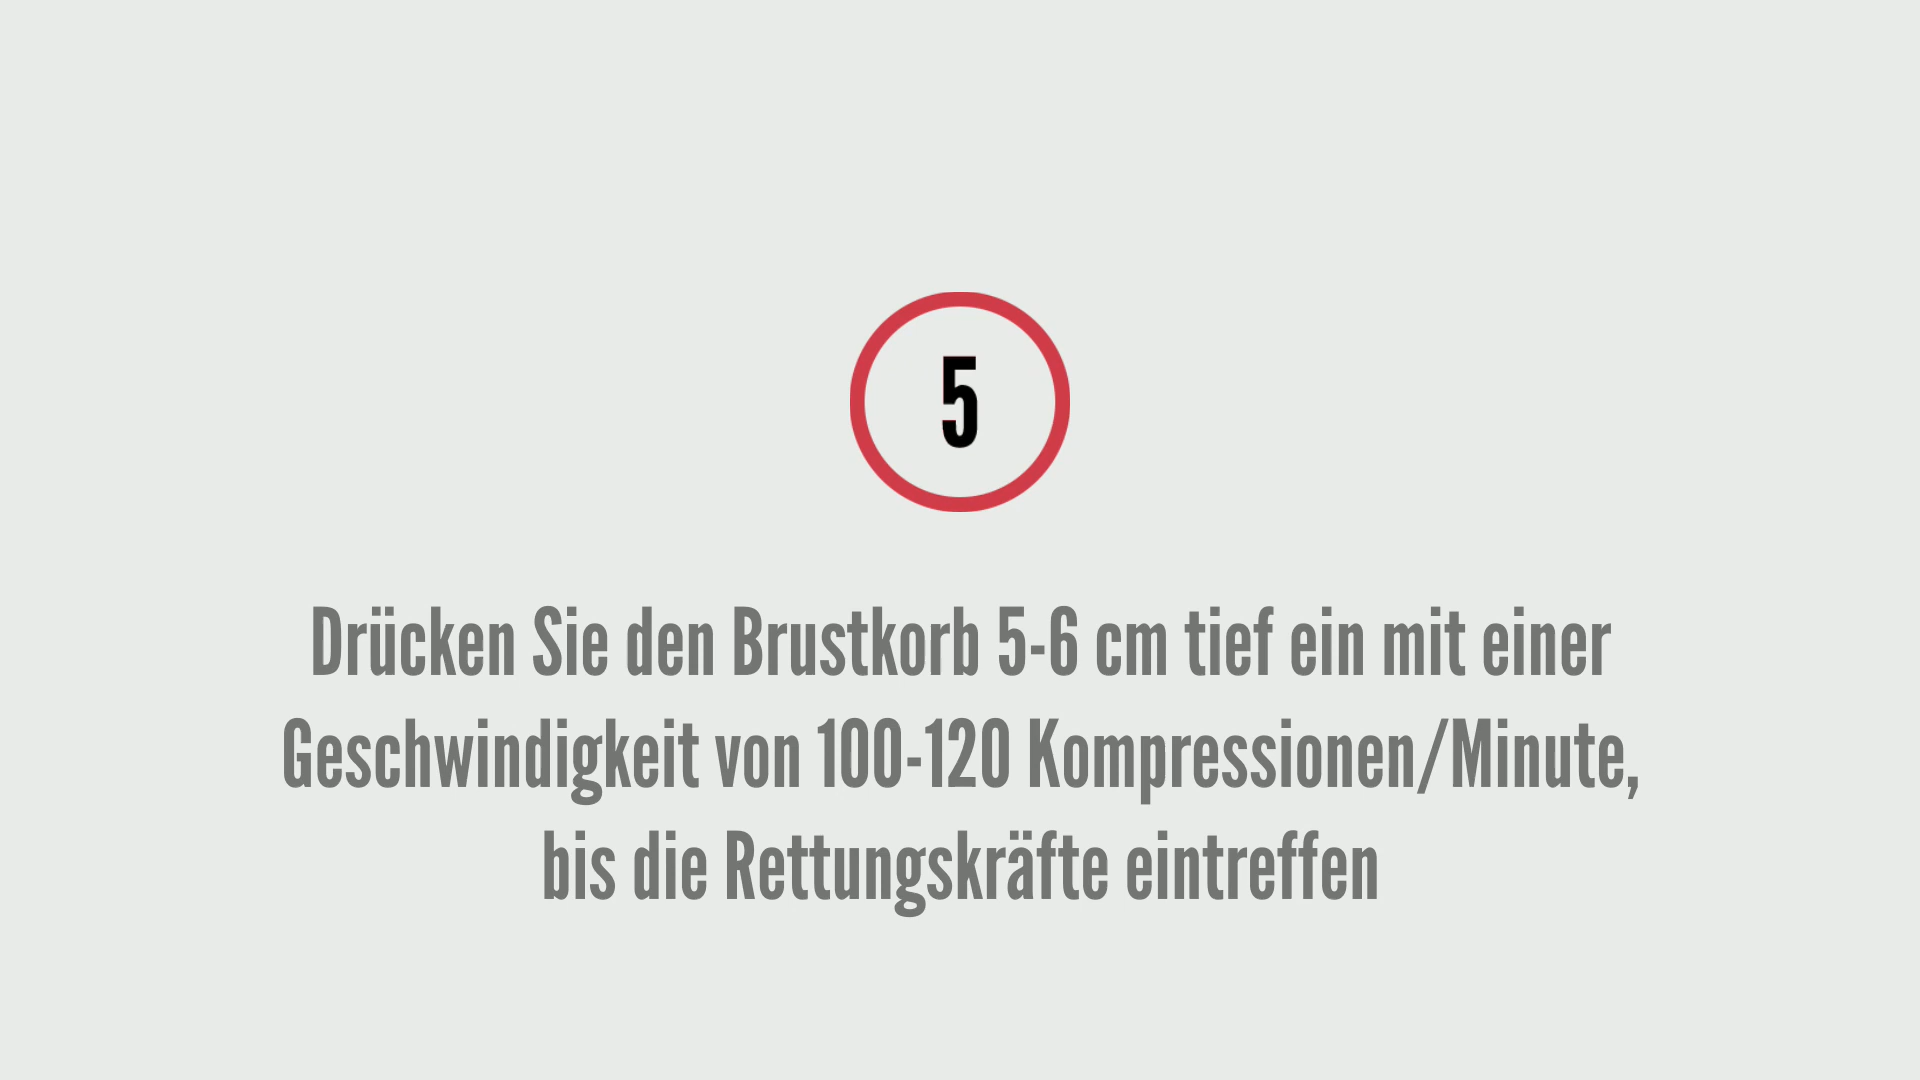 5
Drücken Sie den Brustkorb 5-6 cm tief ein mit einer
Geschwindigkeit von 100-120 Kompressionen/Minute,
bis die Rettungskräfte eintreffen